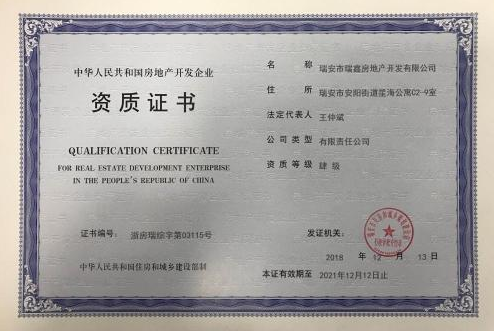 中华人民共和国房地产开发企业
资质证书
QUALIFICATION CERTIFICATE
FOR REAL ESTATE DEVELOPMENT ENTERPRISE
IN THE PEOPLE'S REPUBLIC OF CHINA
证书编号： 浙房瑞综字第03115号
中华人民共和国住房和城乡建设部制
名称 瑞安市瑞鑫房地产开发有限公司
住所 瑞安市安阳街道星海公寓C2-9室
法定代表人 王仲斌
公司类型 有限责任公司
资质等级 肆级
发证机关：
2018 12 13日
本证有效期至 2021年12月12日止